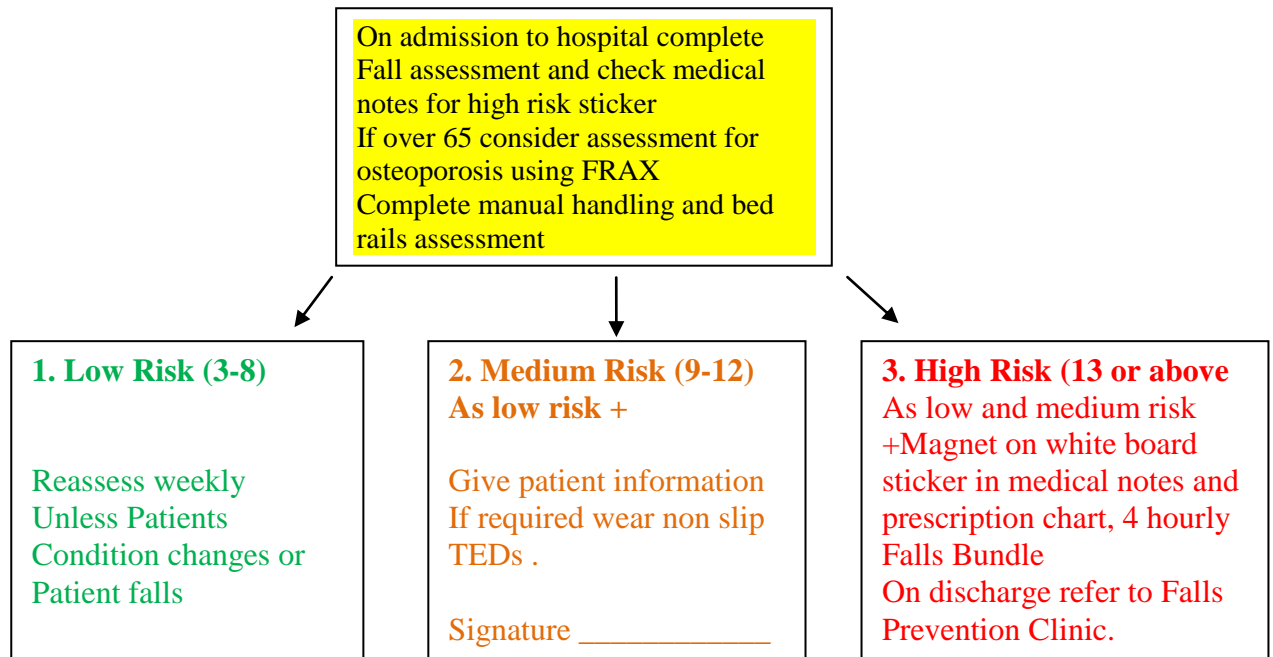 On admission to hospital complete
Fall assessment and check medical
notes for high risk sticker
If over 65 consider assessment for
osteoporosis using FRAX
Complete manual handling and bed
rails assessment
1. Low Risk (3-8)
Reassess weekly
Unless Patients
Condition changes or
Patient falls
2. Medium Risk (9-12)
As low risk +
Give patient information
If required wear non slip
TEDs .
Signature ____________
3. High Risk (13 or above
As low and medium risk
+Magnet on white board
sticker in medical notes and
prescription chart, 4 hourly
Falls Bundle
On discharge refer to Falls
Prevention Clinic.